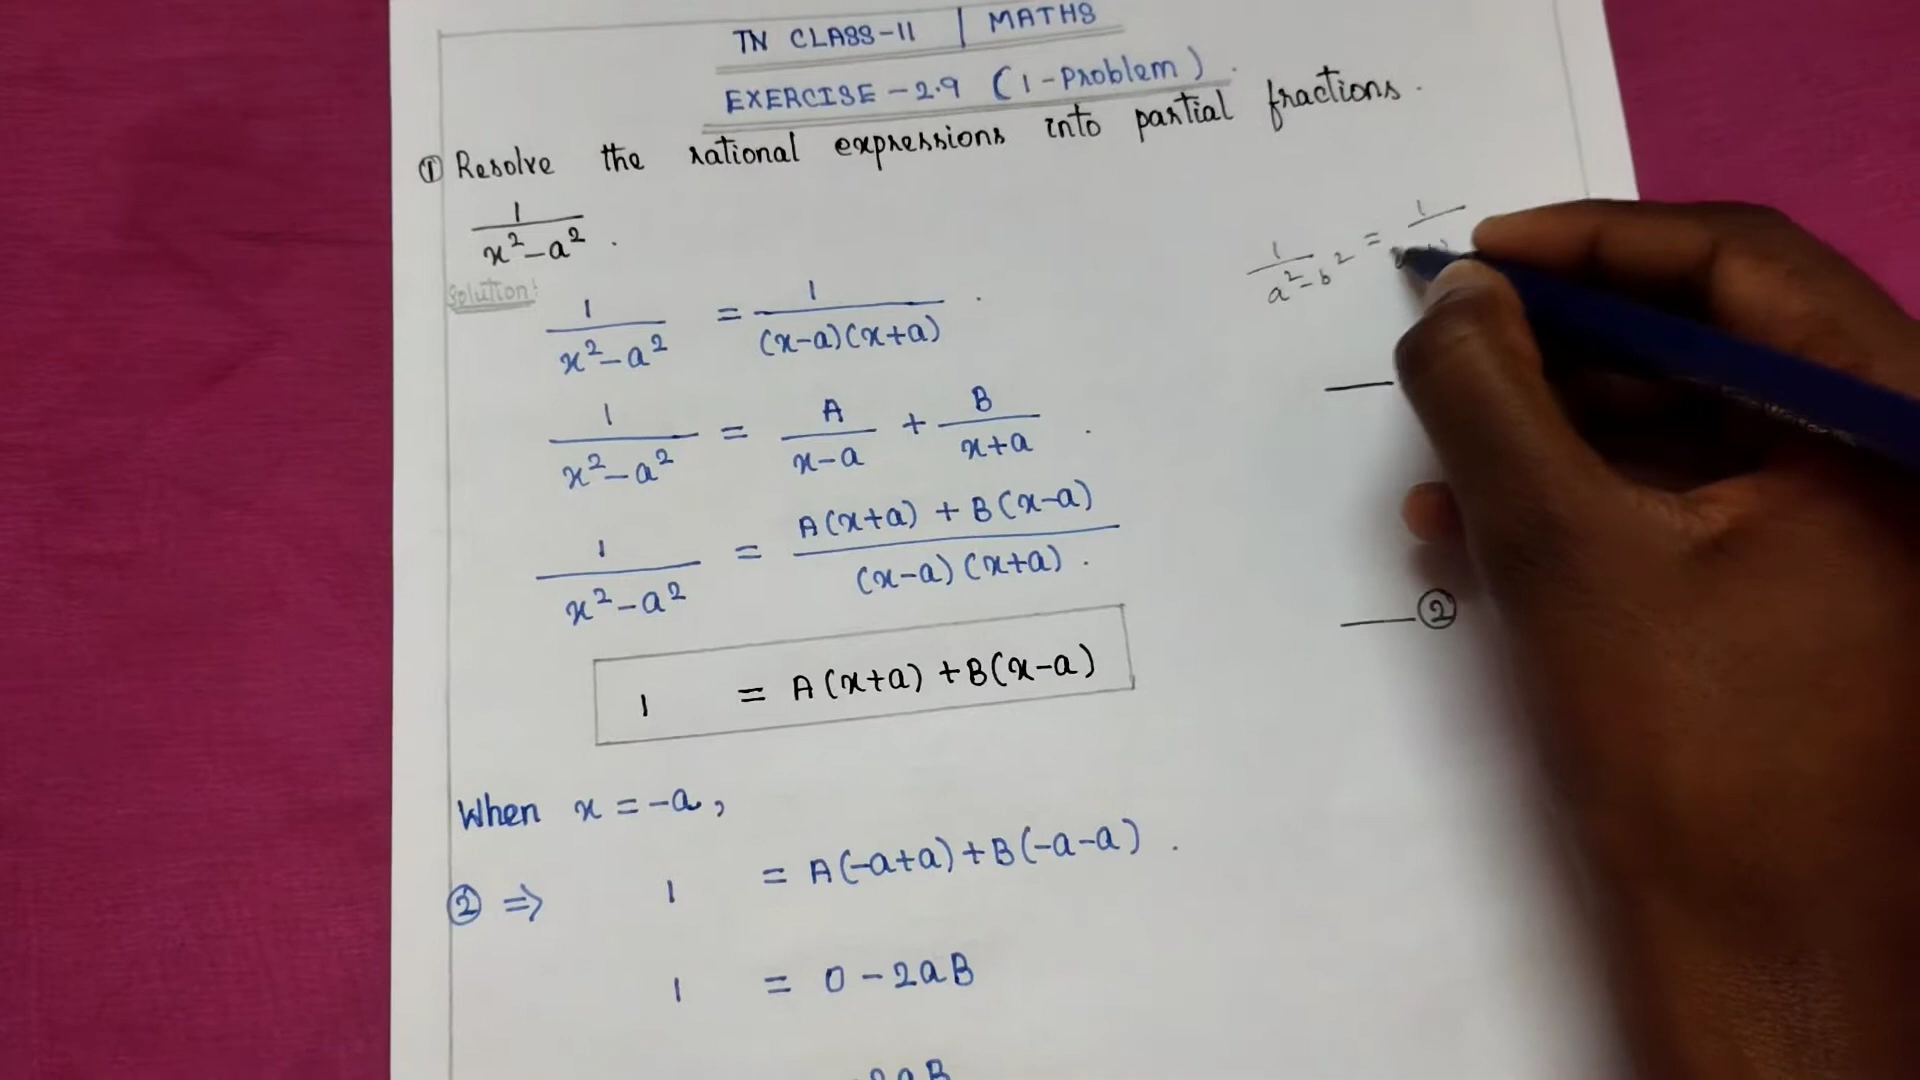 TN CLASS-11 | MATHS
EXERCISE - 2.9 (1-Problem).
① Resolve the rational expressions into partial fractions.
1/(x²-a²).
1/(a²-b²) = 1/
Solution:
1/(x²-a²) = 1/((x-a)(x+a)).
1/(x²-a²) = A/(x-a) + B/(x+a).
1/(x²-a²) = (A(x+a) + B(x-a))/((x-a)(x+a)).
1 = A(x+a) + B(x-a) —②
When x = -a,
② ⇒ 1 = A(-a+a) + B(-a-a).
1 = 0 - 2aB